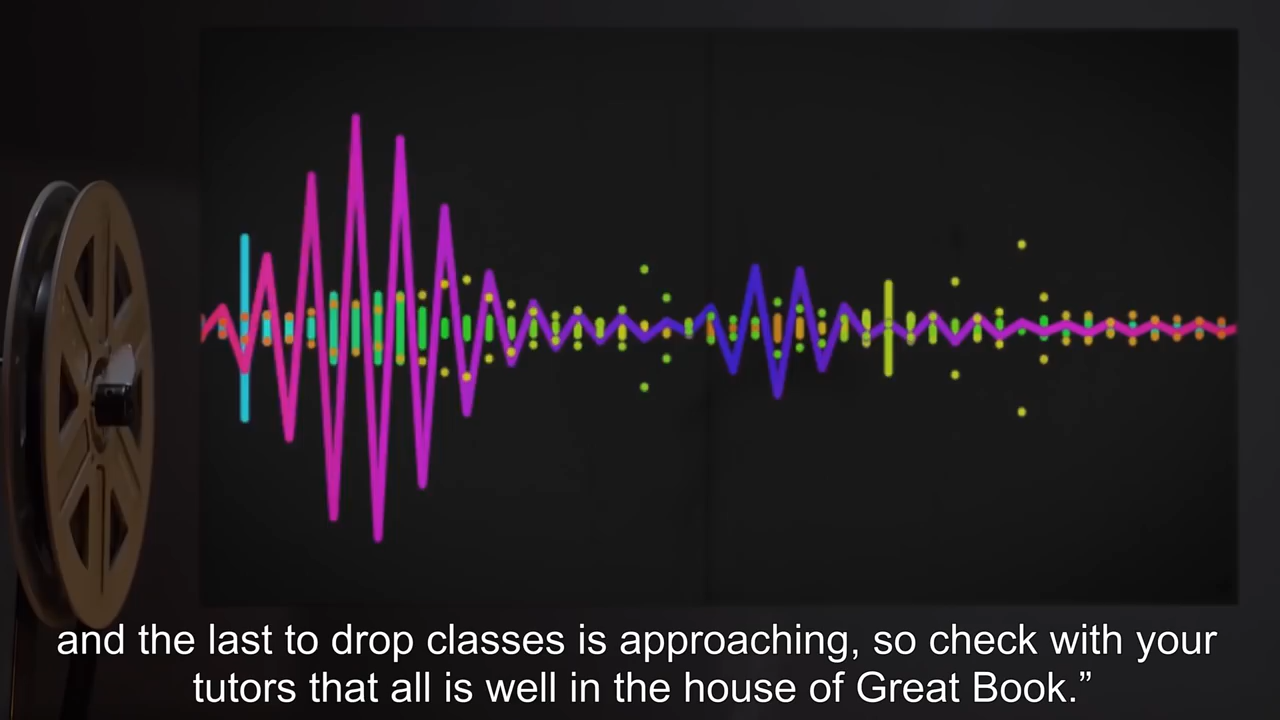 and the last to drop classes is approaching, so check with your
tutors that all is well in the house of Great Book.”